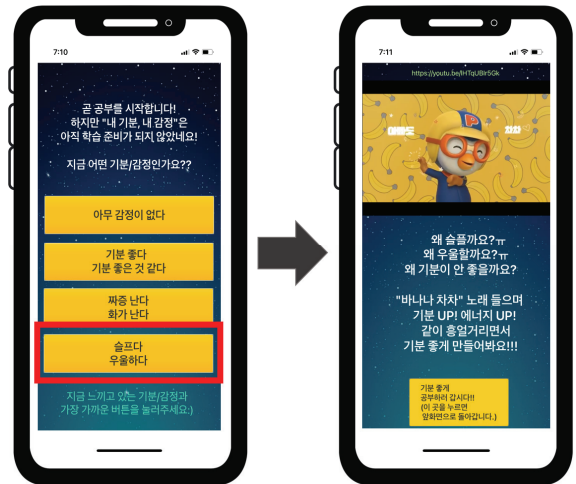 7:10
곧 공부를 시작합니다!
하지만 "내 기분, 내 감정"은
아직 학습 준비가 되지 않았네요!
지금 어떤 기분/감정인가요??
아무 감정이 없다
기분 좋다
기분 좋은 것 같다
짜증 난다
화가 난다
슬프다
우울하다
지금 느끼고 있는 기분/감정과
가장 가까운 버튼을 눌러주세요:)
7:11
P
차차
왜 슬플까요?ㅠ
왜 우울할까요?ㅠ
왜 기분이 안 좋을까요?
"바나나 차차" 노래 들으며
기분 UP! 에너지 UP!
같이 흥얼거리면서
기분 좋게 만들어봐요!!!
기분 좋게
공부하러 갑시다!!
(이 곳을 누르면
앞화면으로 돌아갑니다.)